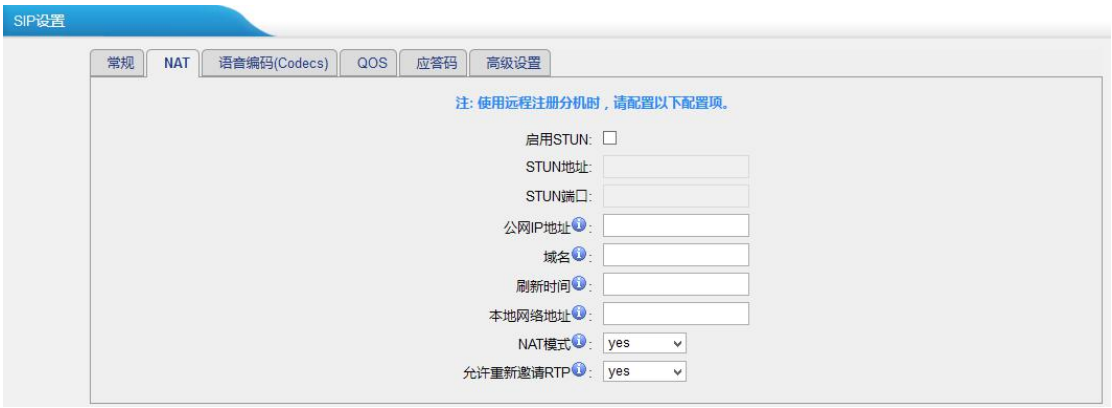 SIP设置
常规 NAT 语音编码(Codecs) QOS 应答码 高级设置
注: 使用远程注册分机时，请配置以下配置项。
启用STUN:
STUN地址:
STUN端口:
公网IP地址:
域名:
刷新时间:
本地网络地址:
NAT模式: yes
允许重新邀请RTP: yes